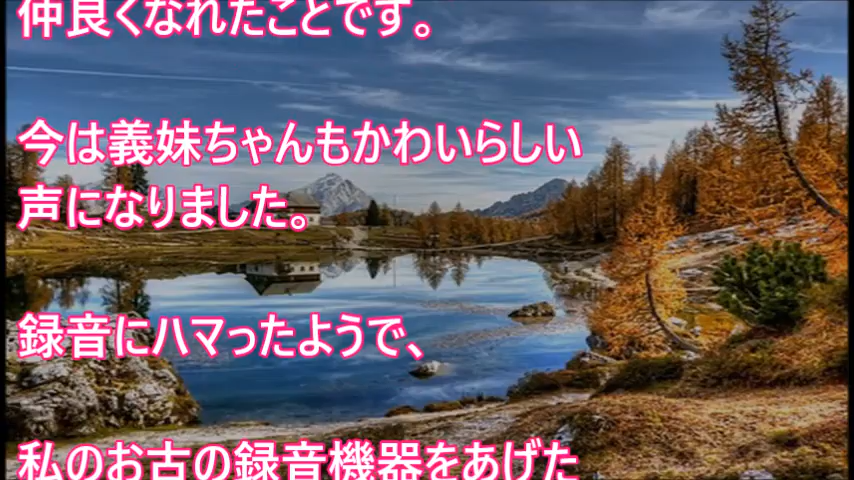 仲良くなれたことです。
今は義妹ちゃんもかわいらしい
声になりました。
録音にハマったようで、
私のお古の録音機器をあげた